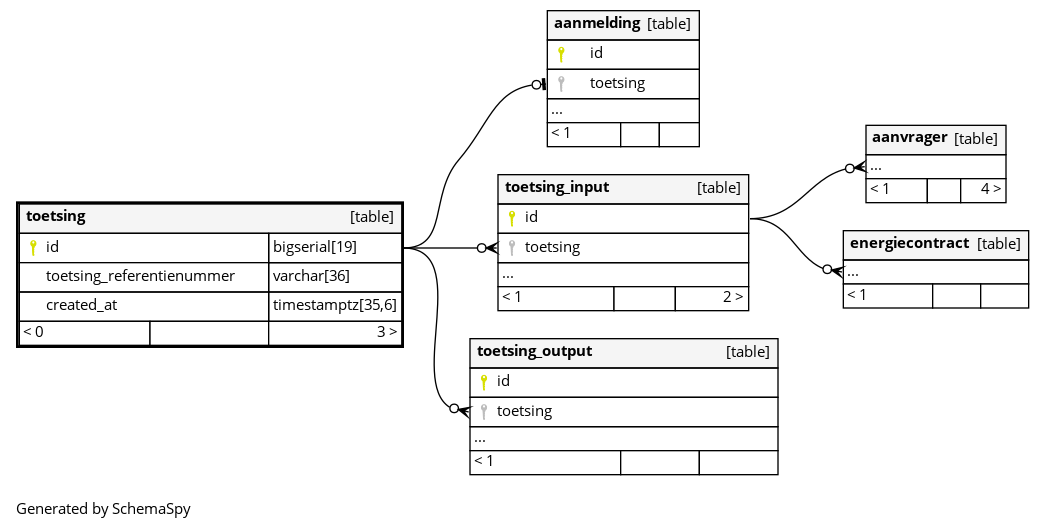 aanmelding [table]
id
toetsing
...
< 1
aanvrager [table]
...
< 1 4 >
toetsing_input [table]
id
toetsing
...
< 1 2 >
toetsing [table]
id bigserial[19]
toetsing_referentienummer varchar[36]
created_at timestamptz[35,6]
< 0 3 >
energiecontract [table]
...
< 1
toetsing_output [table]
id
toetsing
...
< 1
Generated by SchemaSpy